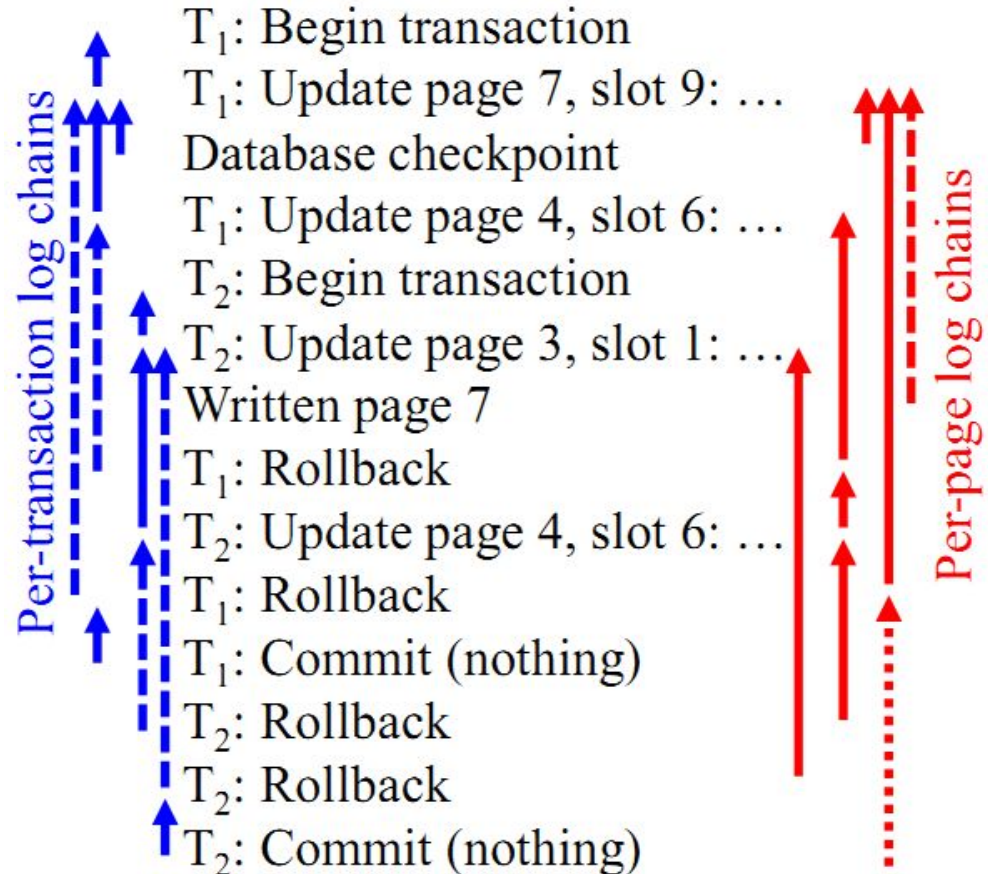 T₁: Begin transaction
T₁: Update page 7, slot 9: …
Database checkpoint
T₁: Update page 4, slot 6: …
T₂: Begin transaction
T₂: Update page 3, slot 1: …
Written page 7
T₁: Rollback
T₂: Update page 4, slot 6: …
T₁: Rollback
T₁: Commit (nothing)
T₂: Rollback
T₂: Rollback
T₂: Commit (nothing)
Per-transaction log chains
Per-page log chains